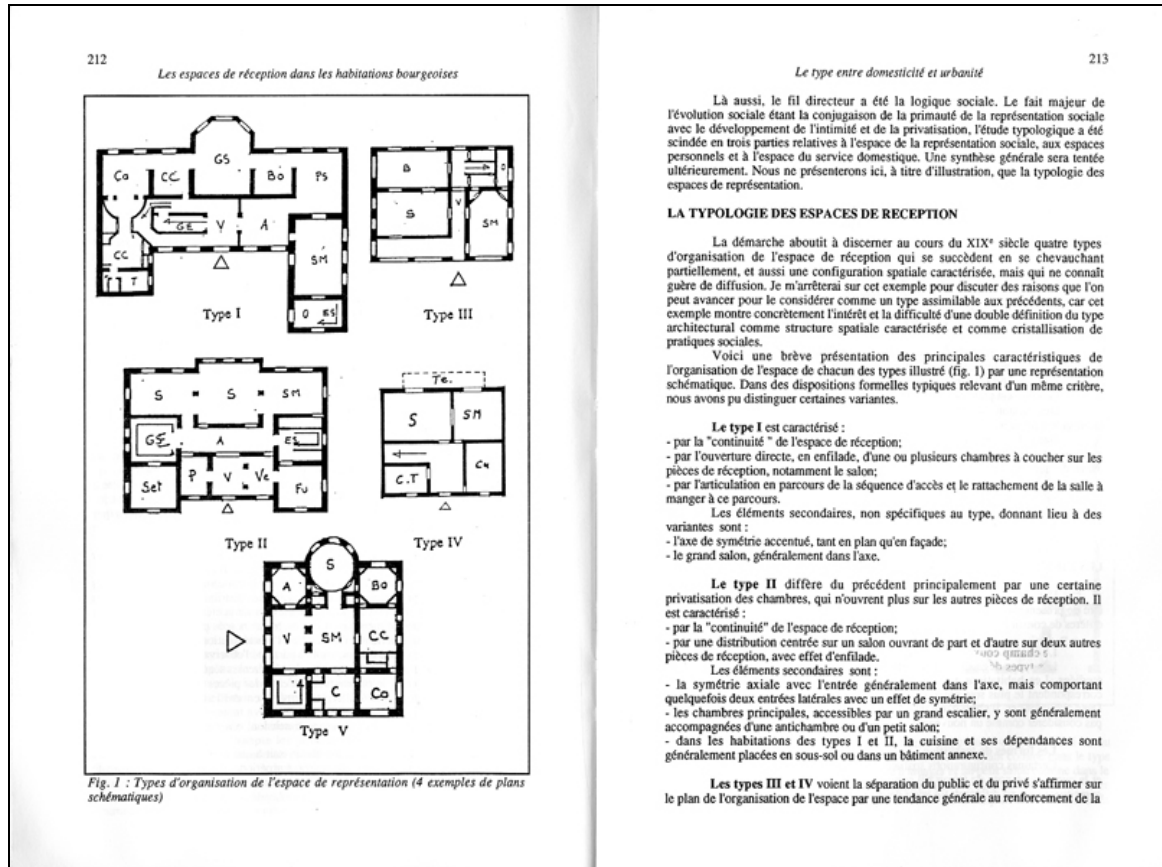 212
Les espaces de réception dans les habitations bourgeoises
GS
Ca
CC
Bo
Ps
GE
V
A
SM
CC
T
O
ES
Type I
B
S
V
SM
Type III
S
S
SM
GE
A
ES
Set
P
V
Ve
Fu
Type II
Te.
S
SM
C.T
Cu
Type IV
S
A
Bo
V
SM
CC
C
Ca
Type V
Fig. 1 : Types d'organisation de l'espace de représentation (4 exemples de plans
schématiques)
213
Le type entre domesticité et urbanité
Là aussi, le fil directeur a été la logique sociale. Le fait majeur de
l'évolution sociale étant la conjugaison de la primauté de la représentation sociale
avec le développement de l'intimité et de la privatisation, l'étude typologique a été
scindée en trois parties relatives à l'espace de la représentation sociale, aux espaces
personnels et à l'espace du service domestique. Une synthèse générale sera tentée
ultérieurement. Nous ne présenterons ici, à titre d'illustration, que la typologie des
espaces de représentation.
LA TYPOLOGIE DES ESPACES DE RECEPTION
La démarche aboutit à discerner au cours du XIXe siècle quatre types
d'organisation de l'espace de réception qui se succèdent en se chevauchant
partiellement, et aussi une configuration spatiale caractérisée, mais qui ne connaît
guère de diffusion. Je m'arrêterai sur cet exemple pour discuter des raisons que l'on
peut avancer pour le considérer comme un type assimilable aux précédents, car cet
exemple montre concrètement l'intérêt et la difficulté d'une double définition du type
architectural comme structure spatiale caractérisée et comme cristallisation de
pratiques sociales.
Voici une brève présentation des principales caractéristiques de
l'organisation de l'espace de chacun des types illustré (fig. 1) par une représentation
schématique. Dans des dispositions formelles typiques relevant d'un même critère,
nous avons pu distinguer certaines variantes.
Le type I est caractérisé :
- par la "continuité " de l'espace de réception;
- par l'ouverture directe, en enfilade, d'une ou plusieurs chambres à coucher sur les
pièces de réception, notamment le salon;
- par l'articulation en parcours de la séquence d'accès et le rattachement de la salle à
manger à ce parcours.
Les éléments secondaires, non spécifiques au type, donnant lieu à des
variantes sont :
- l'axe de symétrie accentué, tant en plan qu'en façade;
- le grand salon, généralement dans l'axe.
Le type II diffère du précédent principalement par une certaine
privatisation des chambres, qui n'ouvrent plus sur les autres pièces de réception. Il
est caractérisé :
- par la "continuité" de l'espace de réception;
- par une distribution centrée sur un salon ouvrant de part et d'autre sur deux autres
pièces de réception, avec effet d'enfilade.
Les éléments secondaires sont :
- la symétrie axiale avec l'entrée généralement dans l'axe, mais comportant
quelquefois deux entrées latérales avec un effet de symétrie;
- les chambres principales, accessibles par un grand escalier, y sont généralement
accompagnées d'une antichambre ou d'un petit salon;
- dans les habitations des types I et II, la cuisine et ses dépendances sont
généralement placées en sous-sol ou dans un bâtiment annexe.
Les types III et IV voient la séparation du public et du privé s'affirmer sur
le plan de l'organisation de l'espace par une tendance générale au renforcement de la